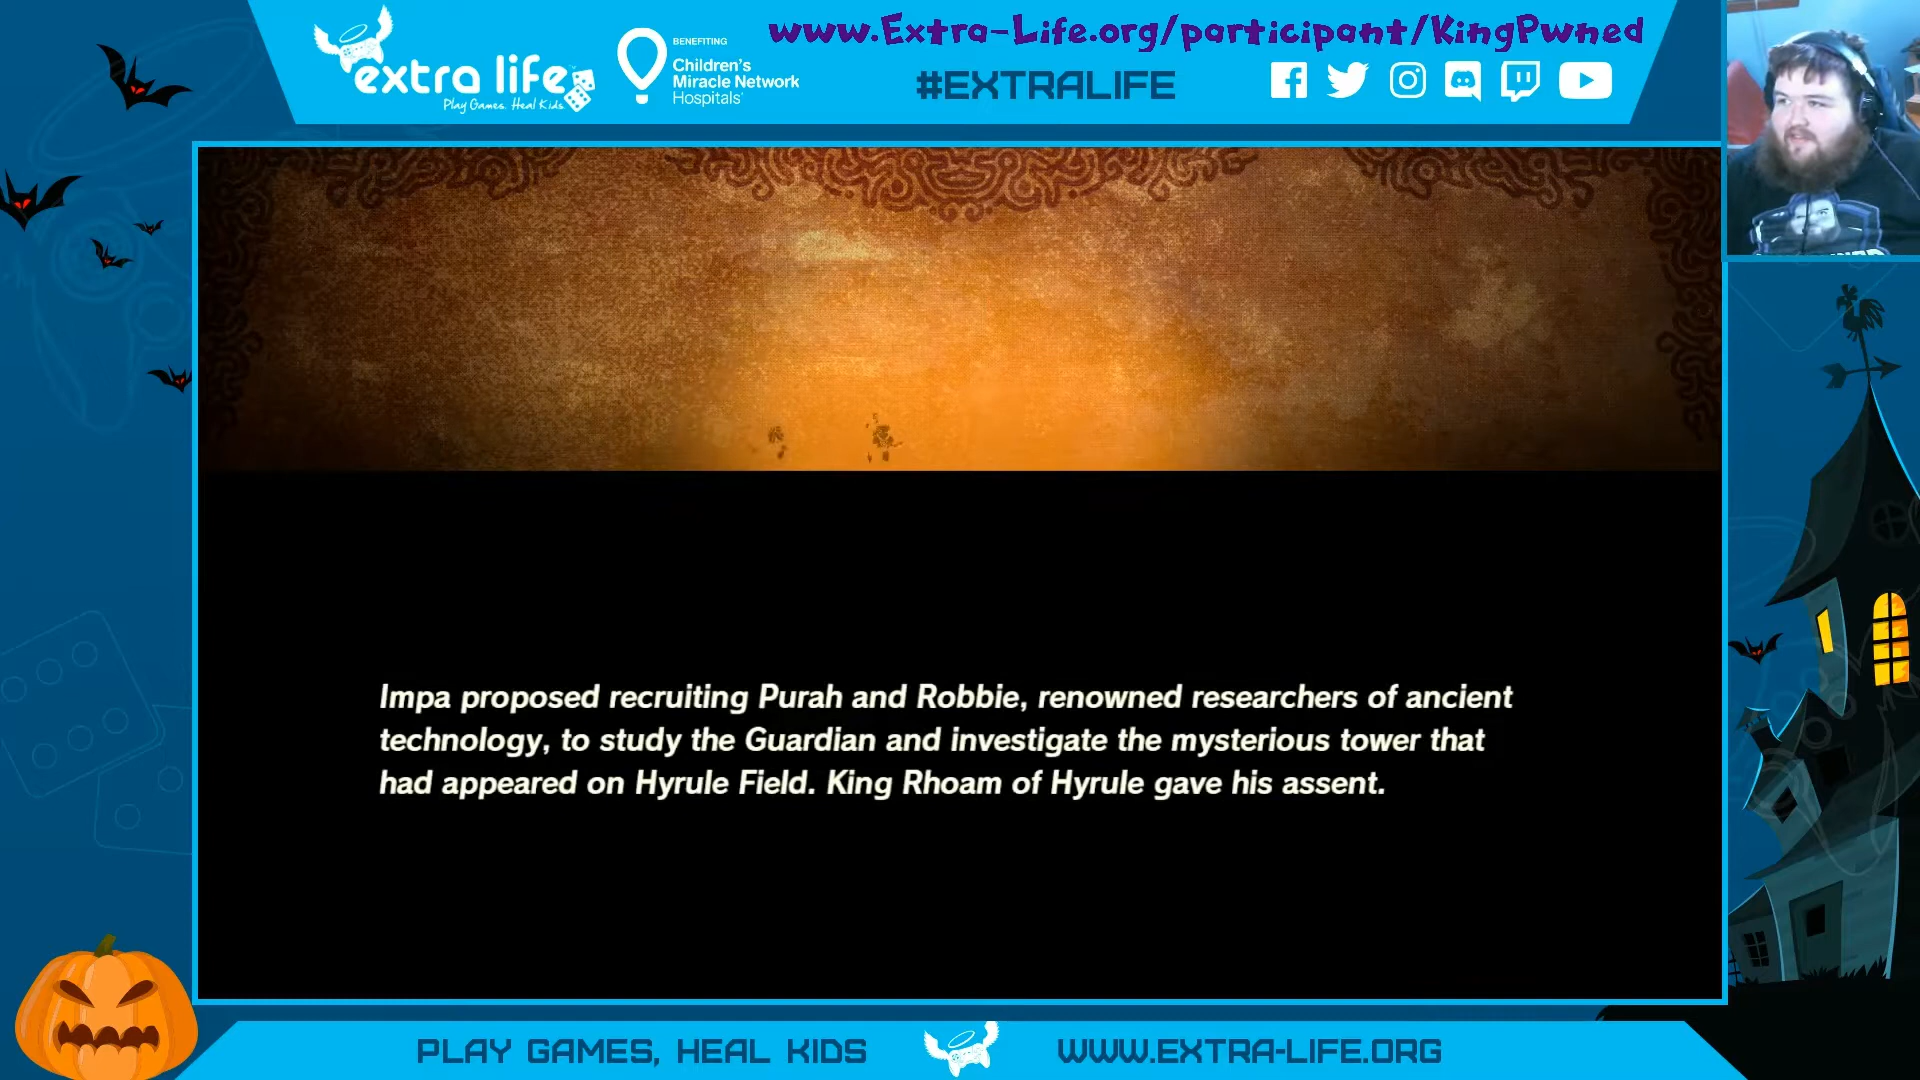 www.Extra-Life.org/participant/KingPwned
extra life
Play Games. Heal Kids.
BENEFITING
Children's
Miracle Network
Hospitals
#EXTRALIFE
Impa proposed recruiting Purah and Robbie, renowned researchers of ancient
technology, to study the Guardian and investigate the mysterious tower that
had appeared on Hyrule Field. King Rhoam of Hyrule gave his assent.
PLAY GAMES, HEAL KIDS
WWW.EXTRA-LIFE.ORG